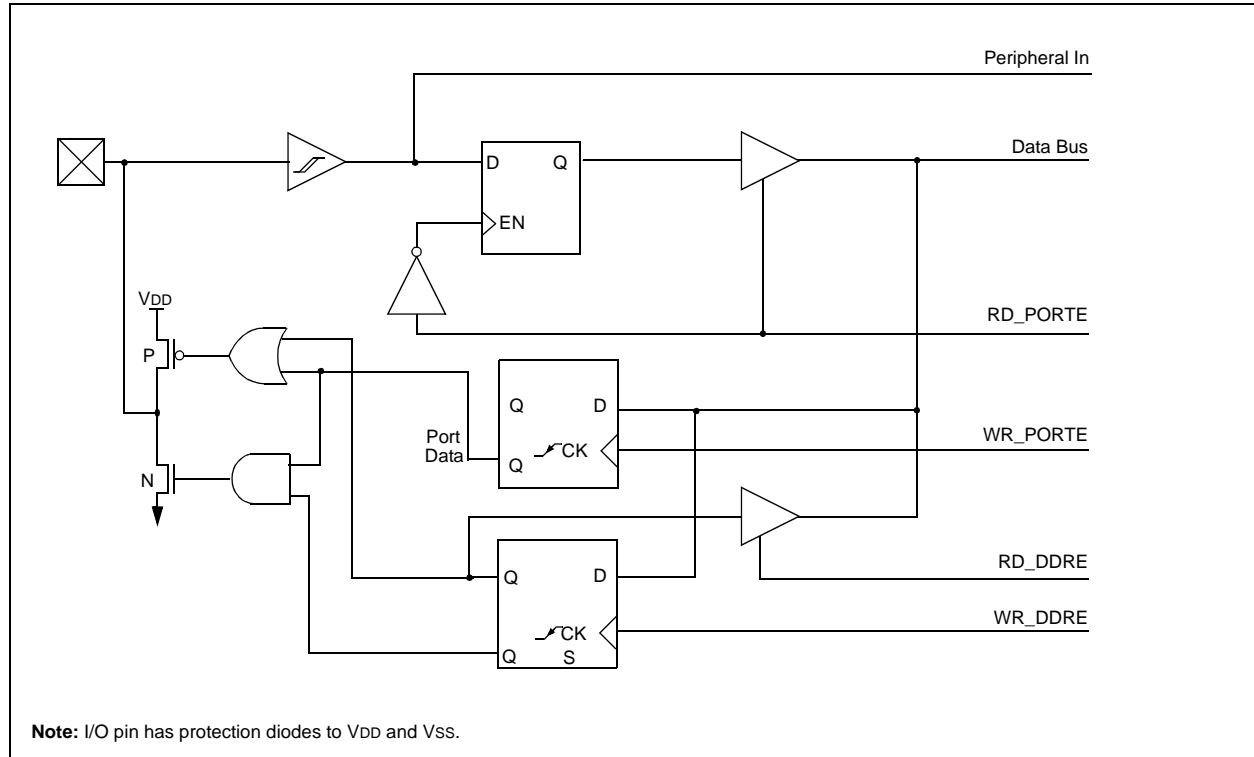 Peripheral In
D Q
Data Bus
EN
VDD
RD_PORTE
P
Q D
Port
Data
WR_PORTE
CK
Q
N
RD_DDRE
Q D
WR_DDRE
CK
Q S
Note: I/O pin has protection diodes to VDD and VSS.